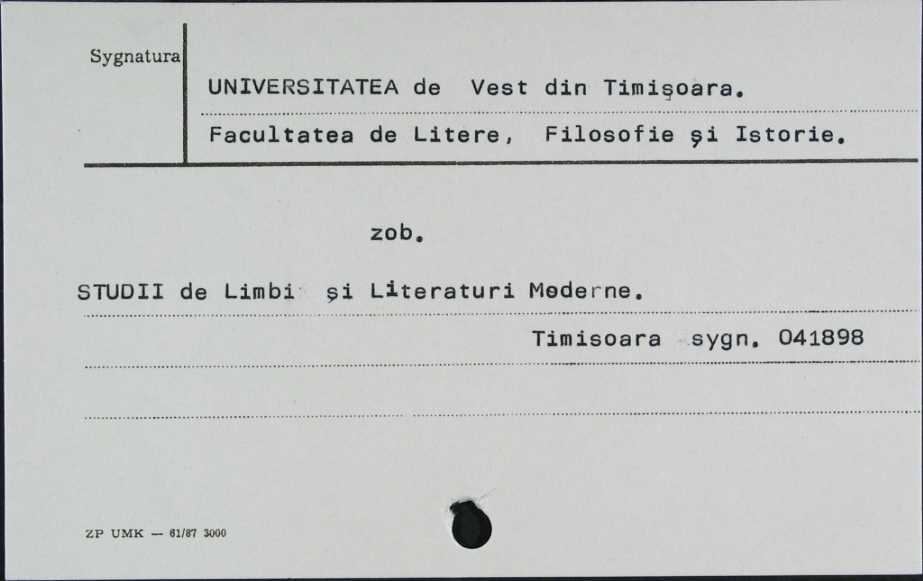 Sygnatura
UNIVERSITATEA de Vest din Timişoara.
Facultatea de Litere, Filosofie şi Istorie.
zob.
STUDII de Limbi şi Literaturi Moderne.
Timisoara sygn. 041898
ZP UMK — 61/87 3000